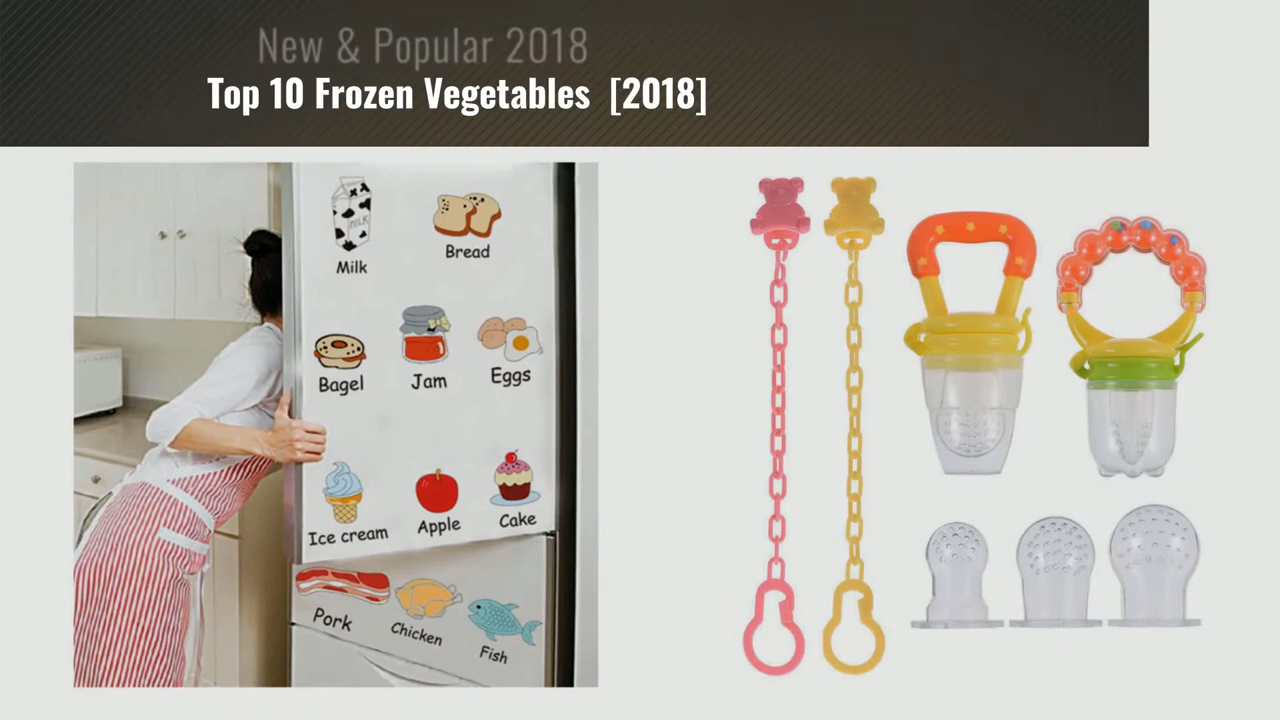 New & Popular 2018
Top 10 Frozen Vegetables [2018]
MILK
Milk
Bread
Bagel
Jam
Eggs
Ice cream
Apple
Cake
Pork
Chicken
Fish